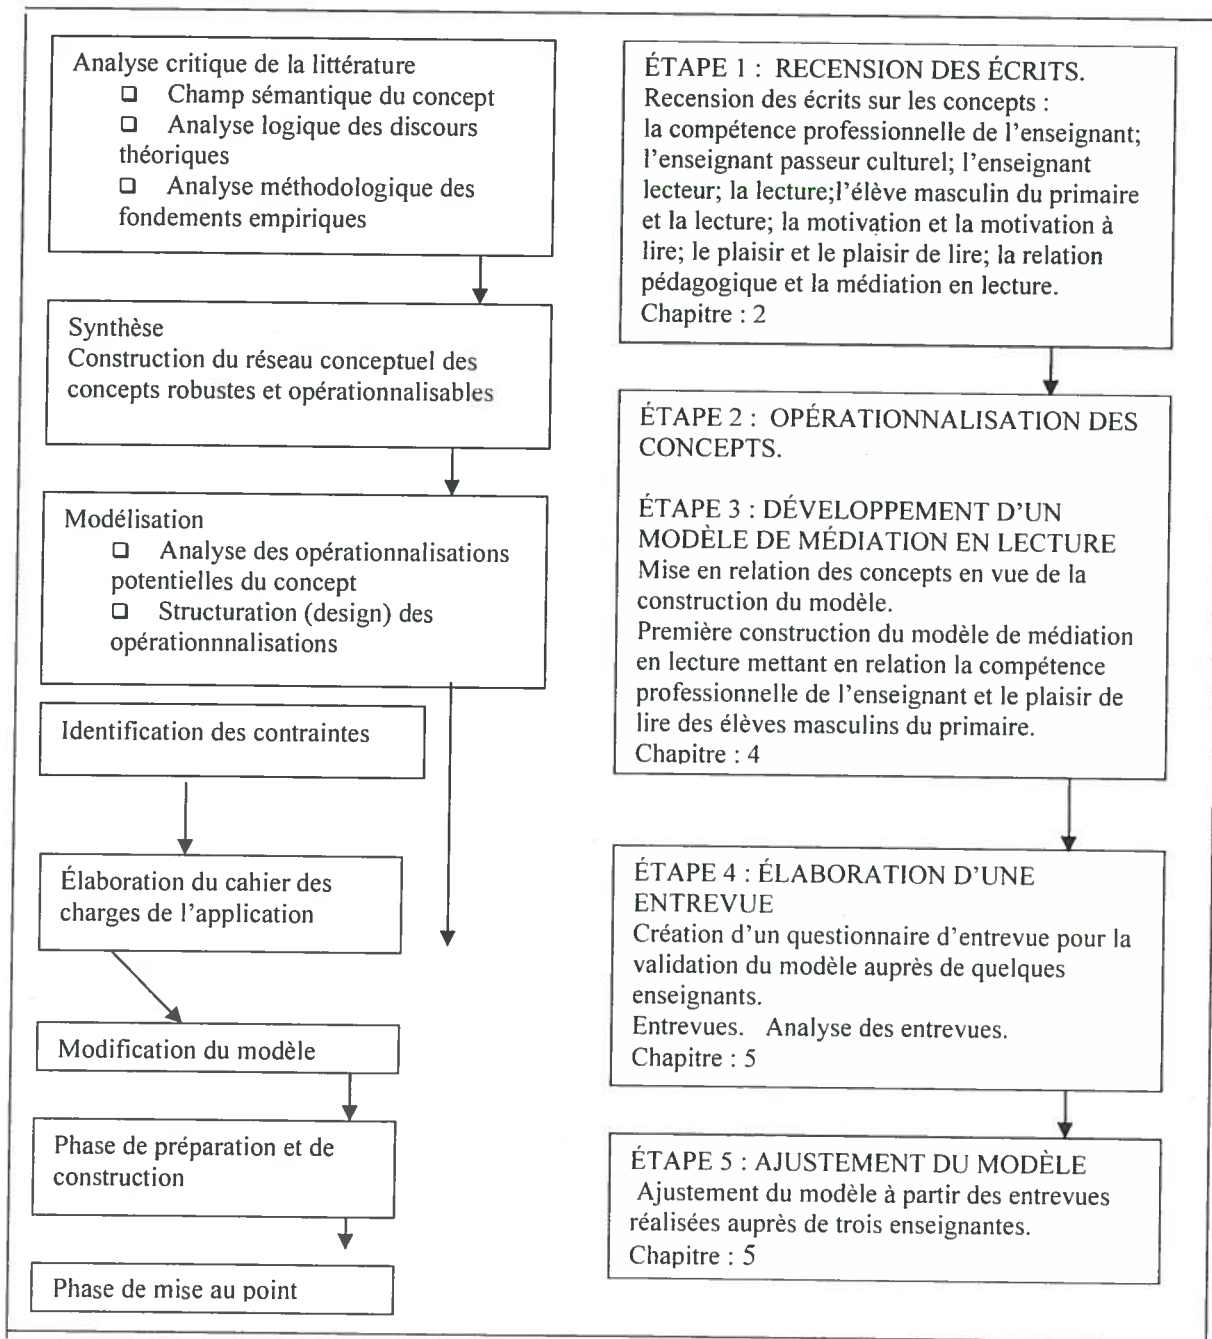 Analyse critique de la littérature
❑ Champ sémantique du concept
❑ Analyse logique des discours
théoriques
❑ Analyse méthodologique des
fondements empiriques
Synthèse
Construction du réseau conceptuel des
concepts robustes et opérationnalisables
Modélisation
❑ Analyse des opérationnalisations
potentielles du concept
❑ Structuration (design) des
opérationnnalisations
Identification des contraintes
Élaboration du cahier des
charges de l'application
Modification du modèle
Phase de préparation et de
construction
Phase de mise au point
ÉTAPE 1 : RECENSION DES ÉCRITS.
Recension des écrits sur les concepts :
la compétence professionnelle de l'enseignant;
l'enseignant passeur culturel; l'enseignant
lecteur; la lecture;l'élève masculin du primaire
et la lecture; la motivation et la motivation à
lire; le plaisir et le plaisir de lire; la relation
pédagogique et la médiation en lecture.
Chapitre : 2
ÉTAPE 2 : OPÉRATIONNALISATION DES
CONCEPTS.
ÉTAPE 3 : DÉVELOPPEMENT D'UN
MODÈLE DE MÉDIATION EN LECTURE
Mise en relation des concepts en vue de la
construction du modèle.
Première construction du modèle de médiation
en lecture mettant en relation la compétence
professionnelle de l'enseignant et le plaisir de
lire des élèves masculins du primaire.
Chapitre : 4
ÉTAPE 4 : ÉLABORATION D'UNE
ENTREVUE
Création d'un questionnaire d'entrevue pour la
validation du modèle auprès de quelques
enseignants.
Entrevues. Analyse des entrevues.
Chapitre : 5
ÉTAPE 5 : AJUSTEMENT DU MODÈLE
Ajustement du modèle à partir des entrevues
réalisées auprès de trois enseignantes.
Chapitre : 5